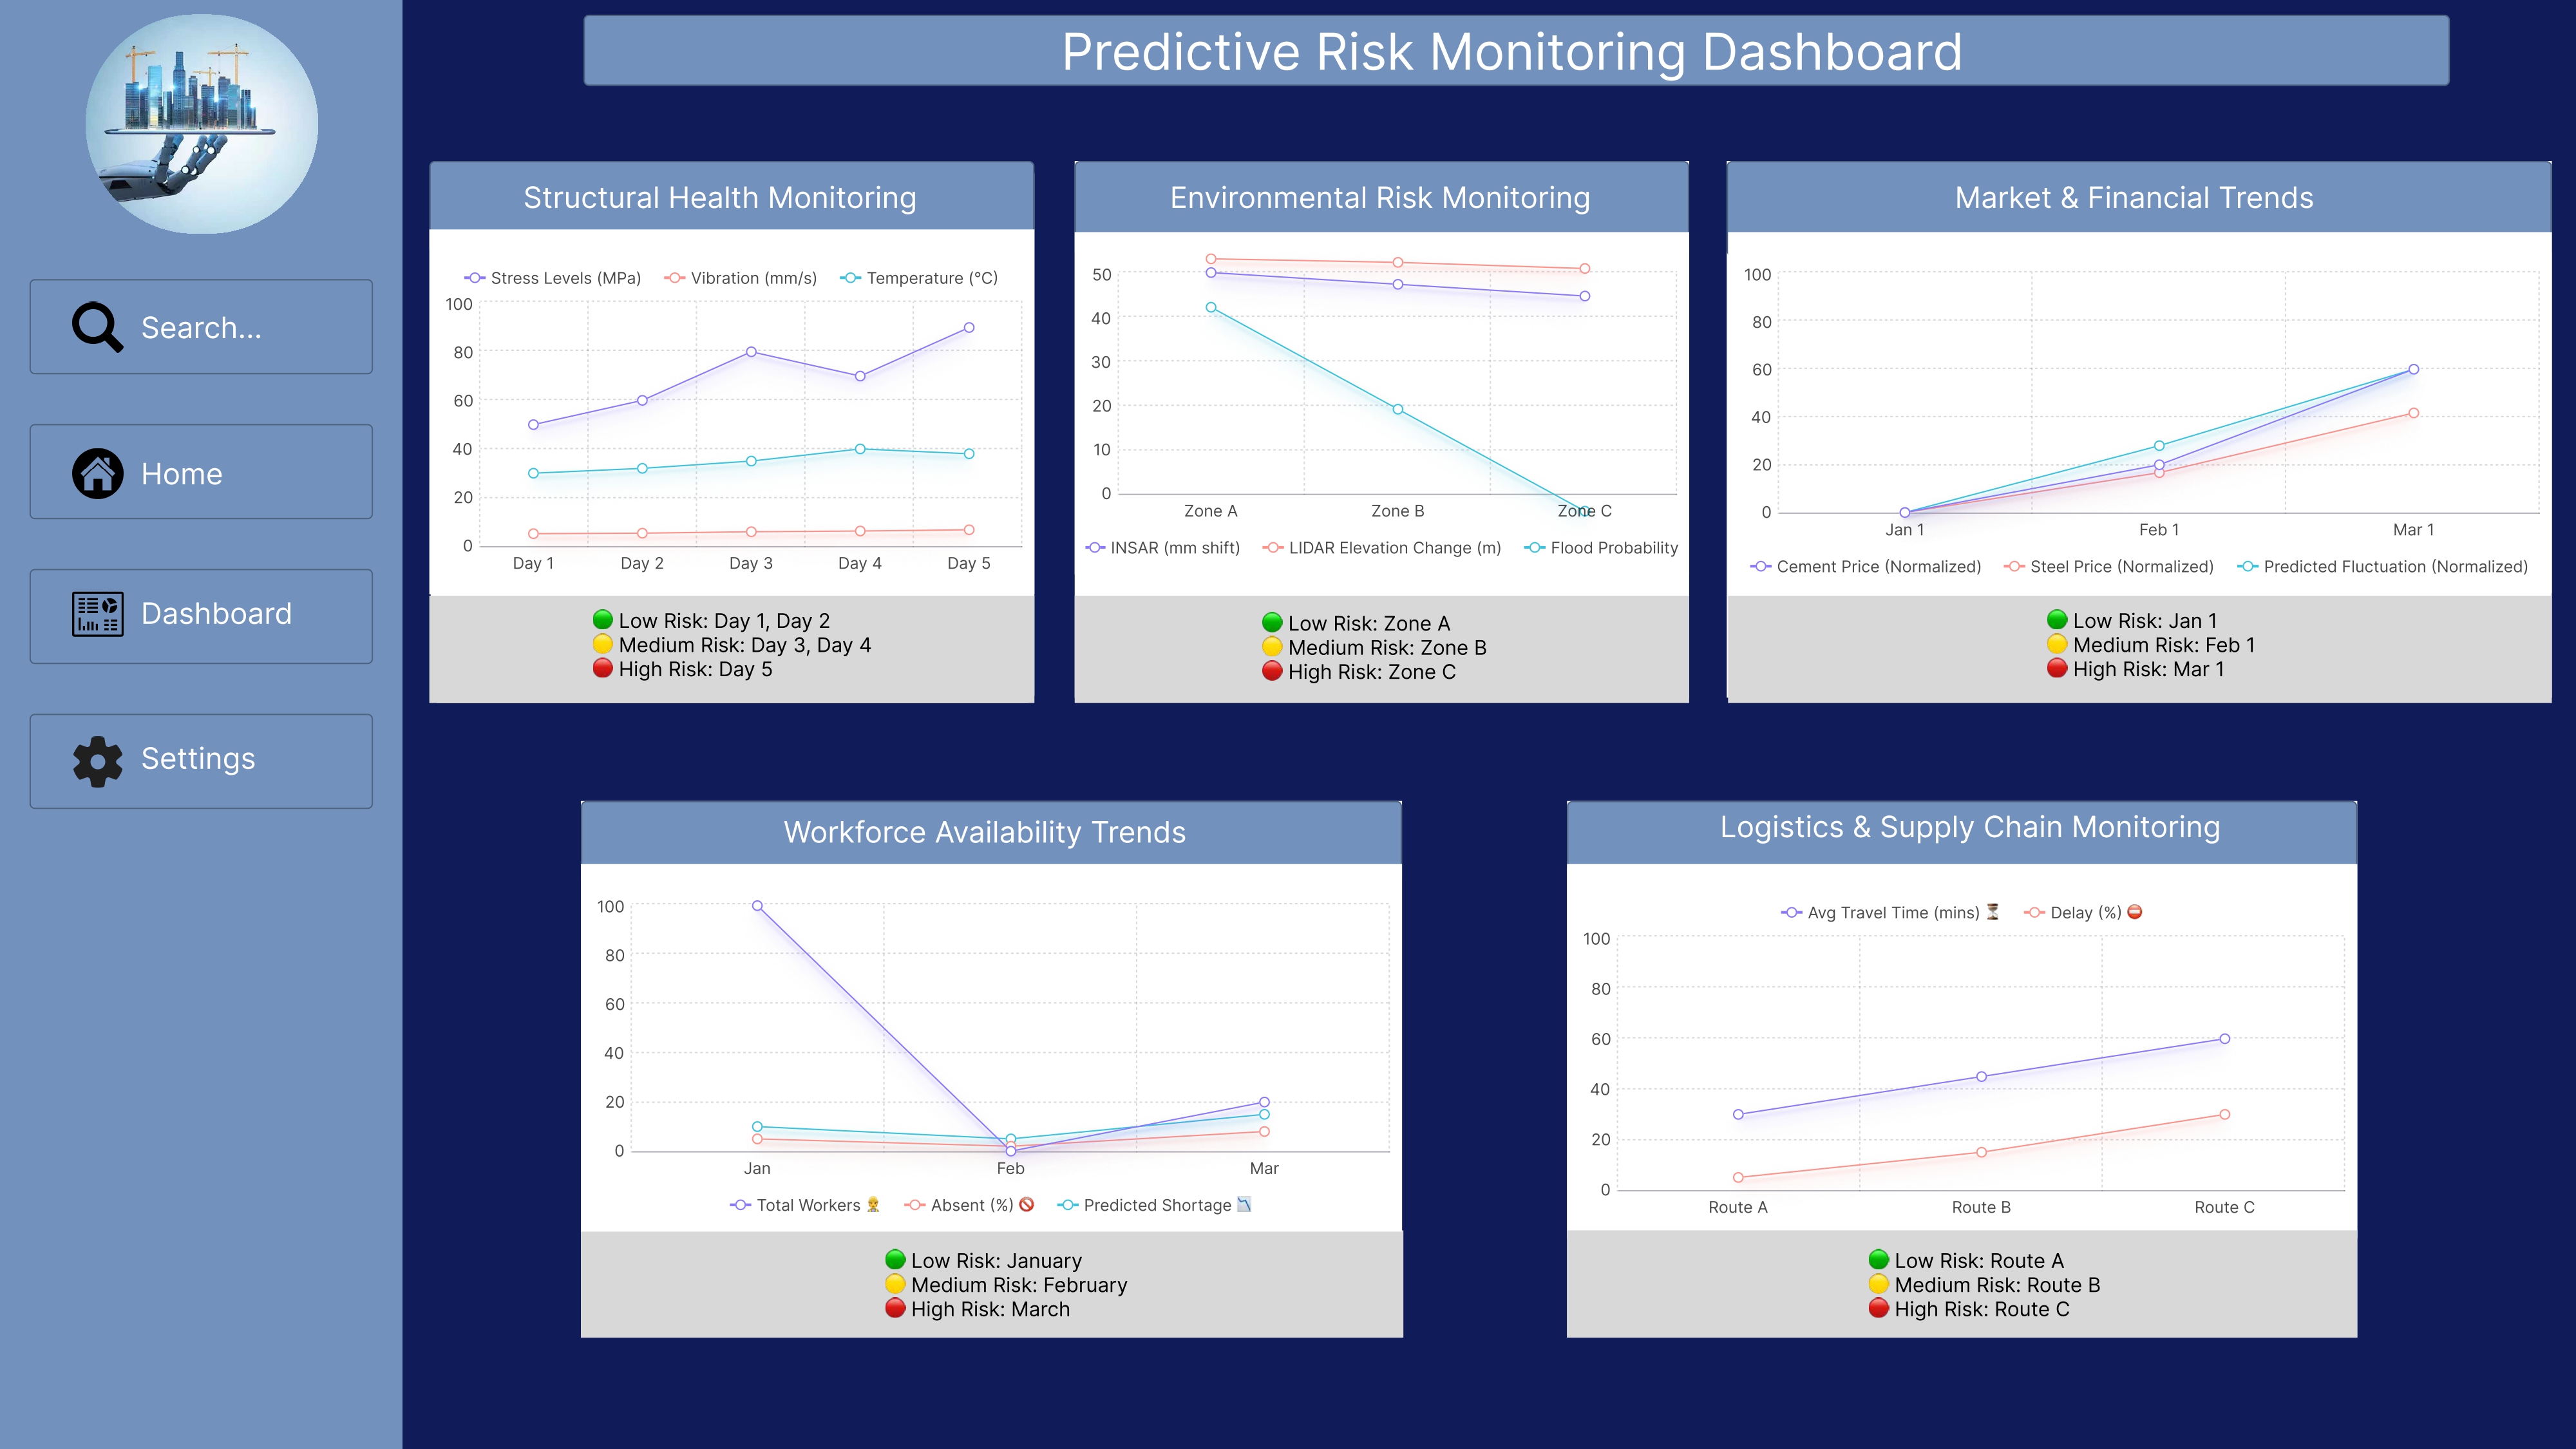 Predictive Risk Monitoring Dashboard
Search...
Home
Dashboard
Settings
Structural Health Monitoring
Stress Levels (MPa) Vibration (mm/s) Temperature (°C)
100
80
60
40
20
0
Day 1 Day 2 Day 3 Day 4 Day 5
Low Risk: Day 1, Day 2
Medium Risk: Day 3, Day 4
High Risk: Day 5
Environmental Risk Monitoring
50
40
30
20
10
0
Zone A Zone B Zone C
INSAR (mm shift) LIDAR Elevation Change (m) Flood Probability
Low Risk: Zone A
Medium Risk: Zone B
High Risk: Zone C
Market & Financial Trends
100
80
60
40
20
0
Jan 1 Feb 1 Mar 1
Cement Price (Normalized) Steel Price (Normalized) Predicted Fluctuation (Normalized)
Low Risk: Jan 1
Medium Risk: Feb 1
High Risk: Mar 1
Workforce Availability Trends
100
80
60
40
20
0
Jan Feb Mar
Total Workers Absent (%) Predicted Shortage
Low Risk: January
Medium Risk: February
High Risk: March
Logistics & Supply Chain Monitoring
Avg Travel Time (mins) Delay (%)
100
80
60
40
20
0
Route A Route B Route C
Low Risk: Route A
Medium Risk: Route B
High Risk: Route C